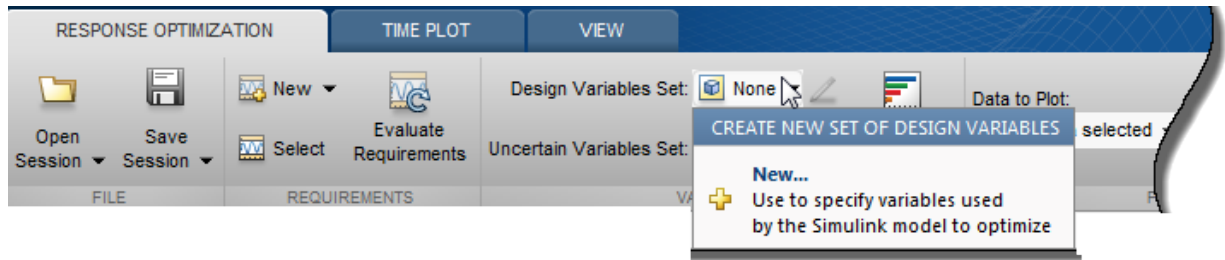 RESPONSE OPTIMIZATION TIME PLOT VIEW
New Design Variables Set: None Data to Plot:
CREATE NEW SET OF DESIGN VARIABLES selected
Open Session Save Session Select Evaluate Requirements Uncertain Variables Set:
New...
Use to specify variables used
by the Simulink model to optimize
FILE REQUIREMENTS